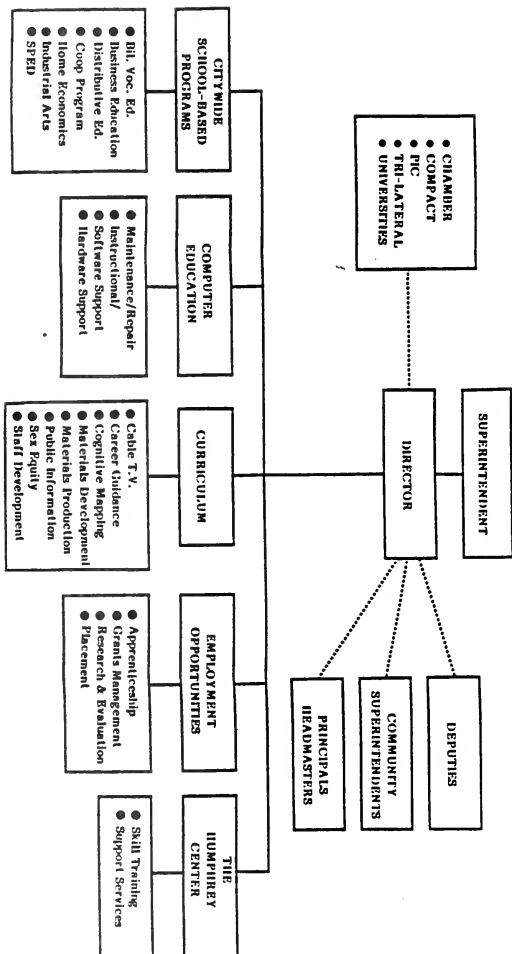 SUPERINTENDENT
DIRECTOR
● CHAMBER
● COMPACT
● PIC
● TRI-LATERAL
● UNIVERSITIES
DEPUTIES
COMMUNITY
SUPERINTENDENTS
PRINCIPALS
HEADMASTERS
CITYWIDE
SCHOOL-BASED
PROGRAMS
● Bil. Voc. Ed.
● Business Education
● Distributive Ed.
● Coop Program
● Home Economics
● Industrial Arts
● SPED
COMPUTER
EDUCATION
● Maintenance/Repair
● Instructional/
● Software Support
● Hardware Support
CURRICULUM
● Cable T.V.
● Career Guidance
● Cognitive Mapping
● Materials Development
● Materials Production
● Public Information
● Sex Equity
● Staff Development
EMPLOYMENT
OPPORTUNITIES
● Apprenticeship
● Grants Management
● Research & Evaluation
● Placement
THE
HUMPHREY
CENTER
● Skill Training
● Support Services